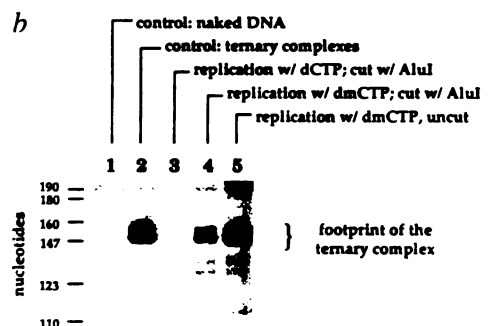 b
control: naked DNA
control: ternary complexes
replication w/ dCTP; cut w/ AluI
replication w/ dmCTP; cut w/ AluI
replication w/ dmCTP, uncut
1 2 3 4 5
nucleotides
190
180
160
147
123
110
footprint of the
ternary complex